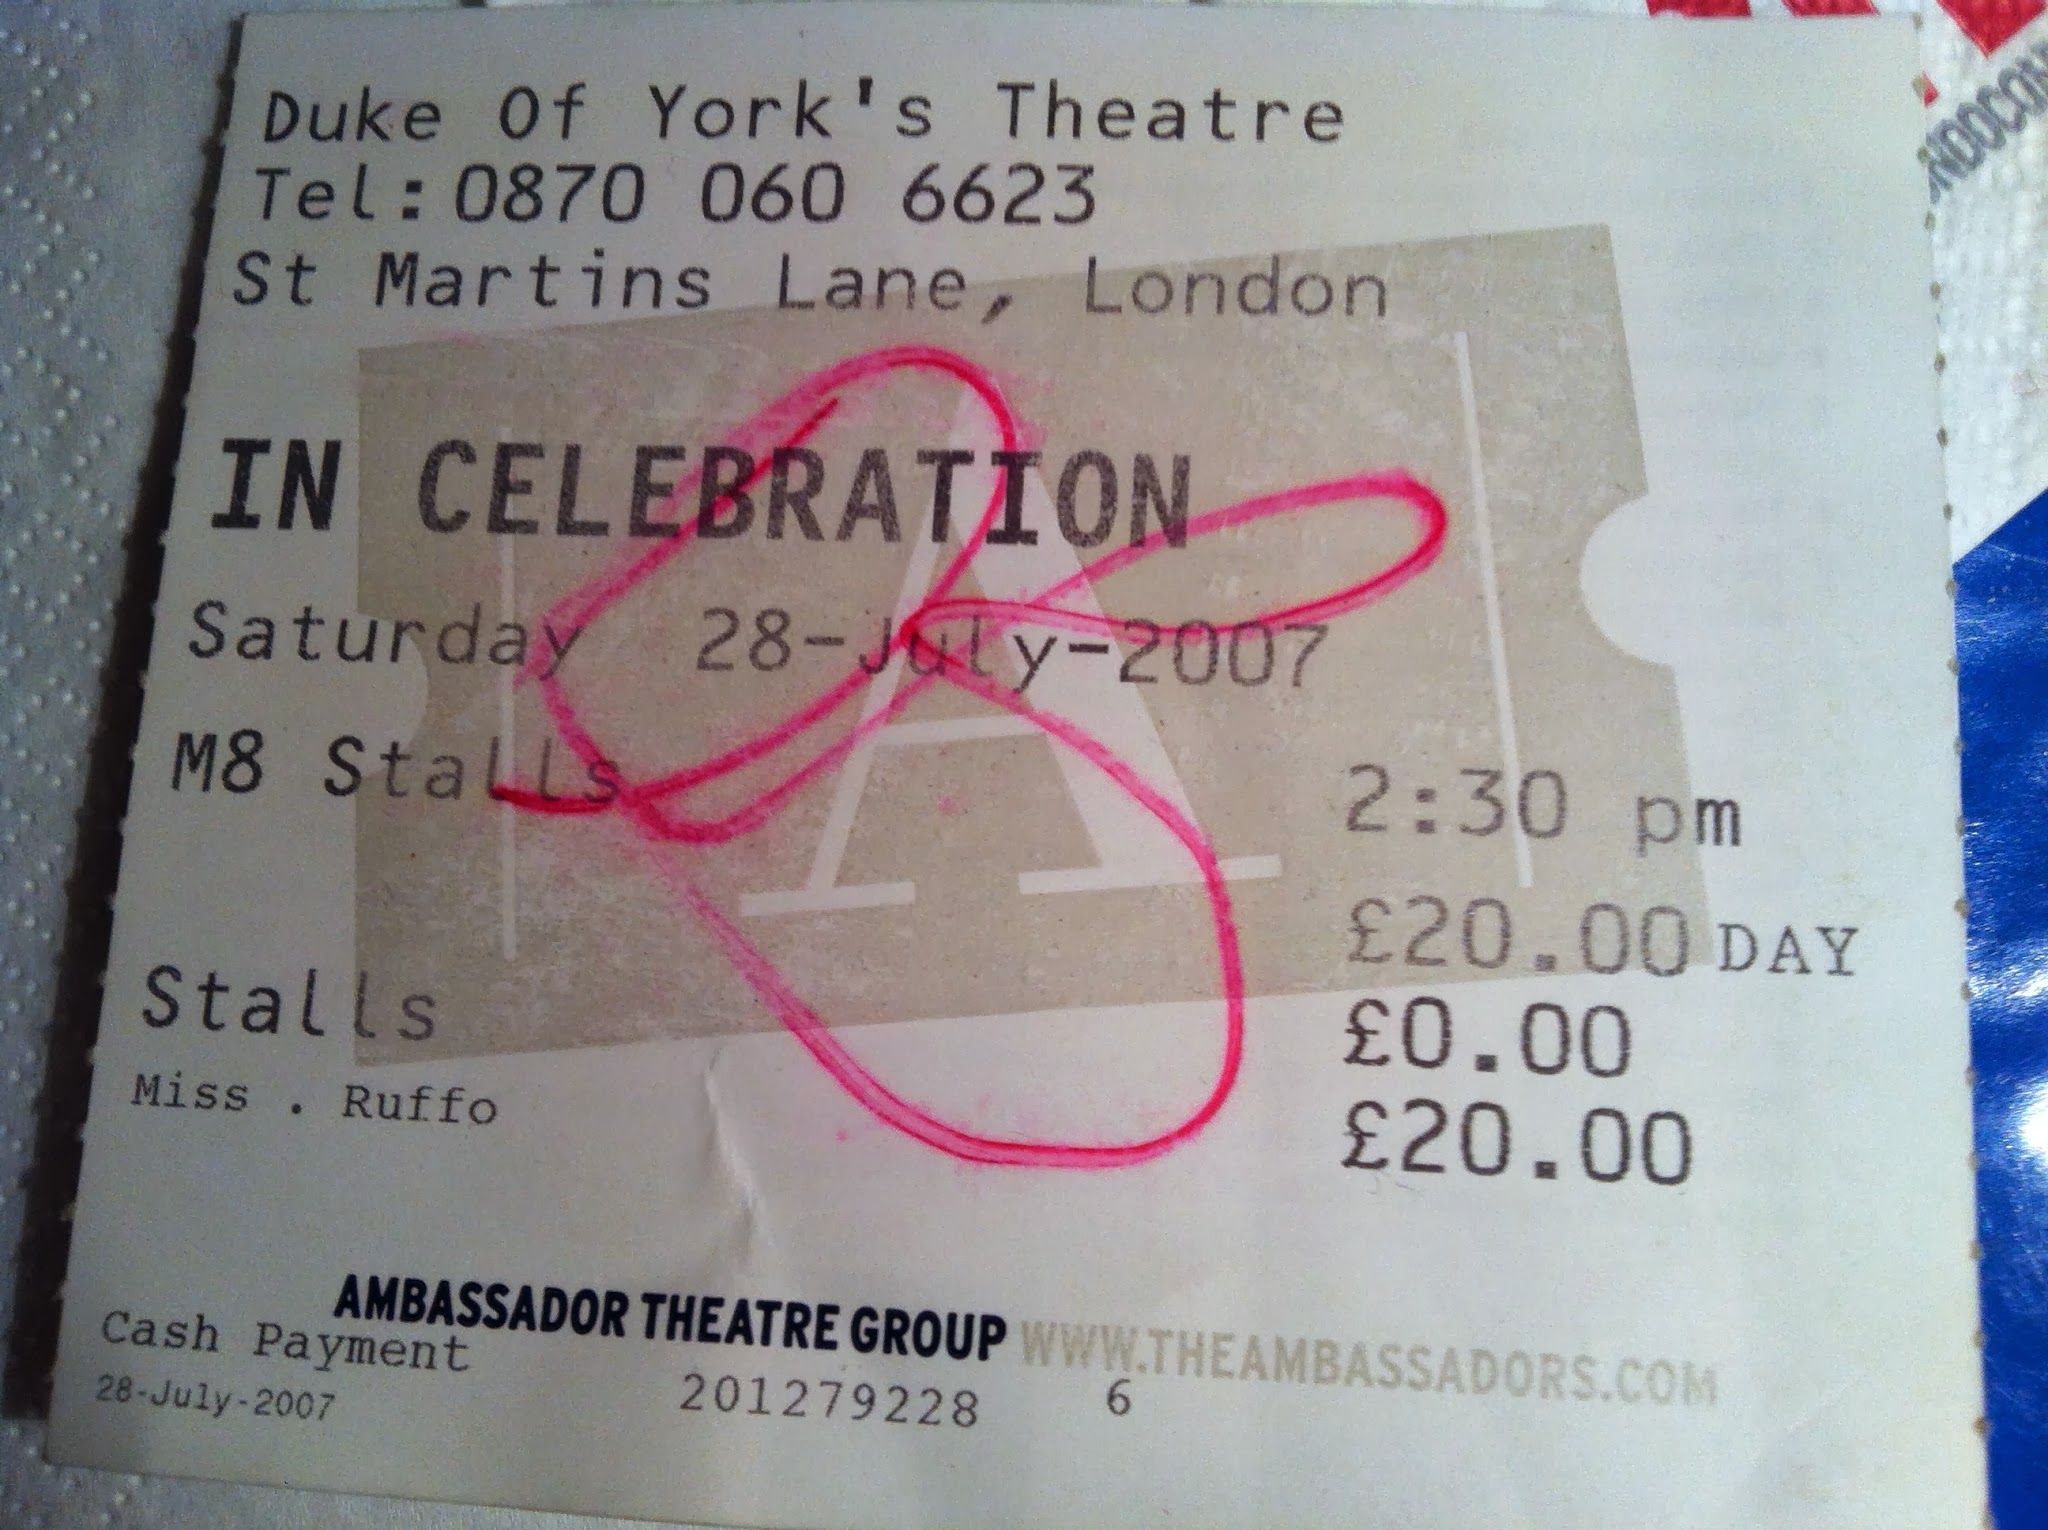 Duke Of York's Theatre
Tel: 0870 060 6623
St Martins Lane, London
IN CELEBRATION
Saturday 28-July-2007
M8 Stalls
2:30 pm
£20.00 DAY
Stalls
£0.00
Miss . Ruffo
£20.00
AMBASSADOR THEATRE GROUP WWW.THEAMBASSADORS.COM
Cash Payment
28-July-2007 201279228 6
A